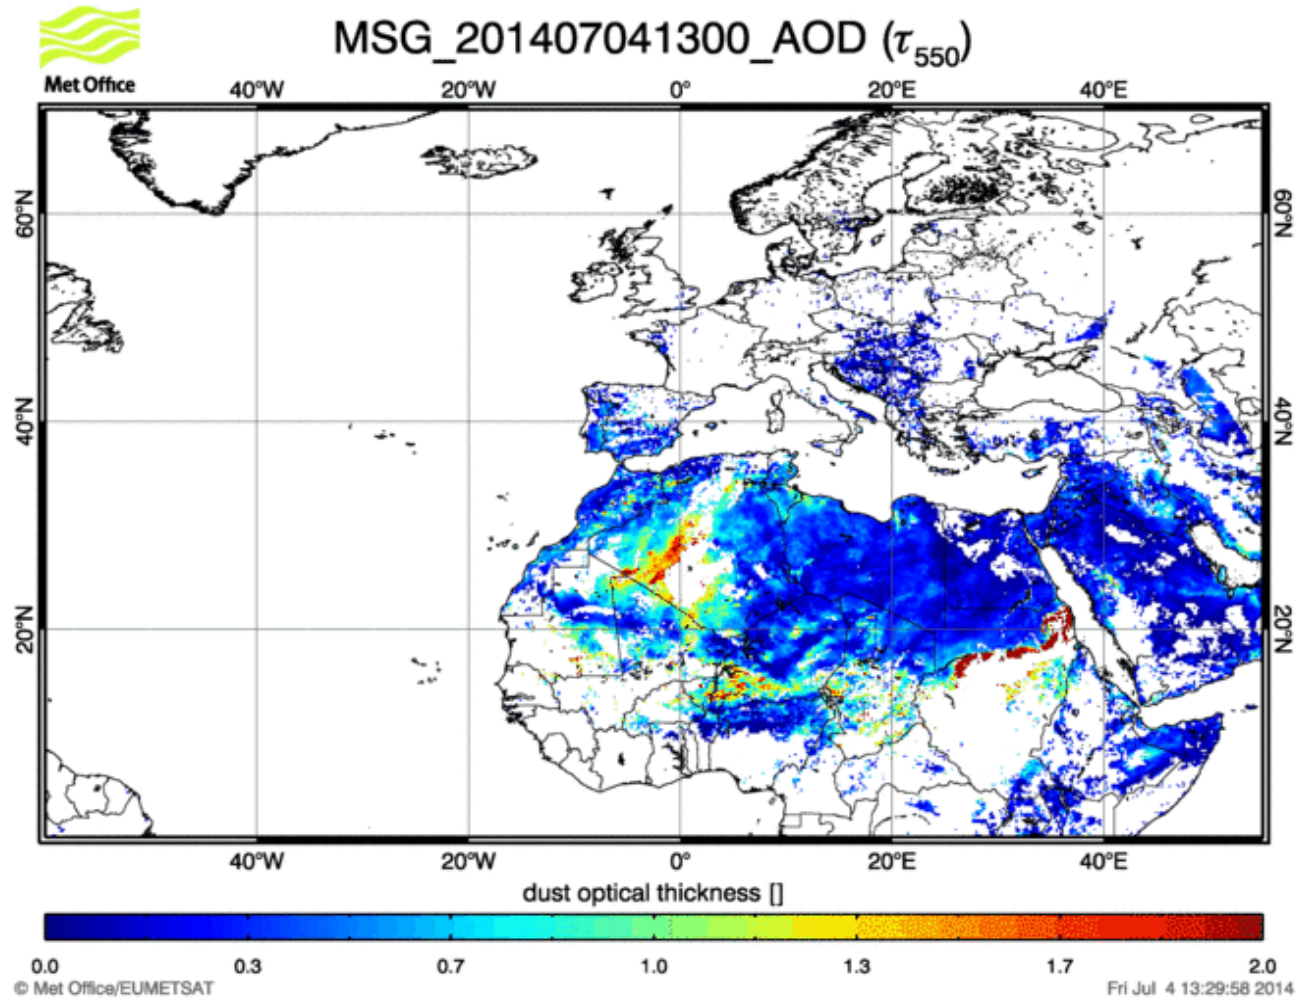 MSG_201407041300_AOD (τ550)
Met Office
40°W 20°W 0° 20°E 40°E
60°N 60°N
40°N 40°N
20°N 20°N
40°W 20°W 0° 20°E 40°E
dust optical thickness []
0.0 0.3 0.7 1.0 1.3 1.7 2.0
© Met Office/EUMETSAT Fri Jul 4 13:29:58 2014